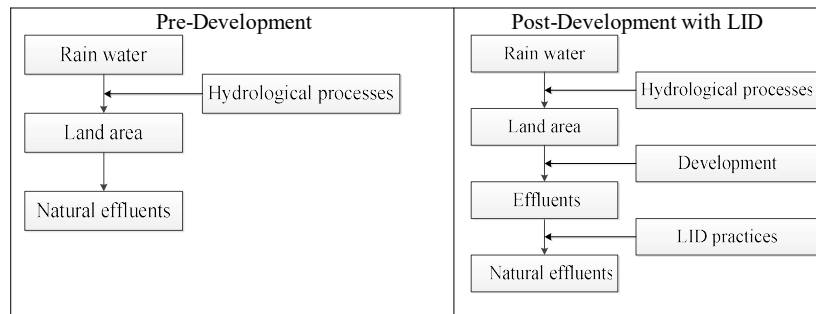 Pre-Development
Rain water
Hydrological processes
Land area
Natural effluents
Post-Development with LID
Rain water
Hydrological processes
Land area
Development
Effluents
LID practices
Natural effluents